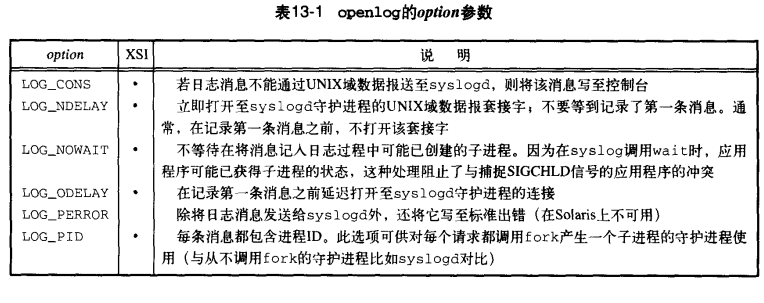 表13-1 openlog的option参数
option XSI 说 明
LOG_CONS • 若日志消息不能通过UNIX域数据报送至syslogd，则将该消息写至控制台
LOG_NDELAY • 立即打开至syslogd守护进程的UNIX域数据报套接字；不要等到记录了第一条消息。通
常，在记录第一条消息之前，不打开该套接字
LOG_NOWAIT • 不等待在将消息记入日志过程中可能已创建的子进程。因为在syslog调用wait时，应用
程序可能已获得子进程的状态，这种处理阻止了与捕捉SIGCHLD信号的应用程序的冲突
LOG_ODELAY • 在记录第一条消息之前延迟打开至syslogd守护进程的连接
LOG_PERROR 除将日志消息发送给syslogd外，还将它写至标准出错（在Solaris上不可用）
LOG_PID • 每条消息都包含进程ID。此选项可供对每个请求都调用fork产生一个子进程的守护进程使
用（与从不调用fork的守护进程比如syslogd对比）